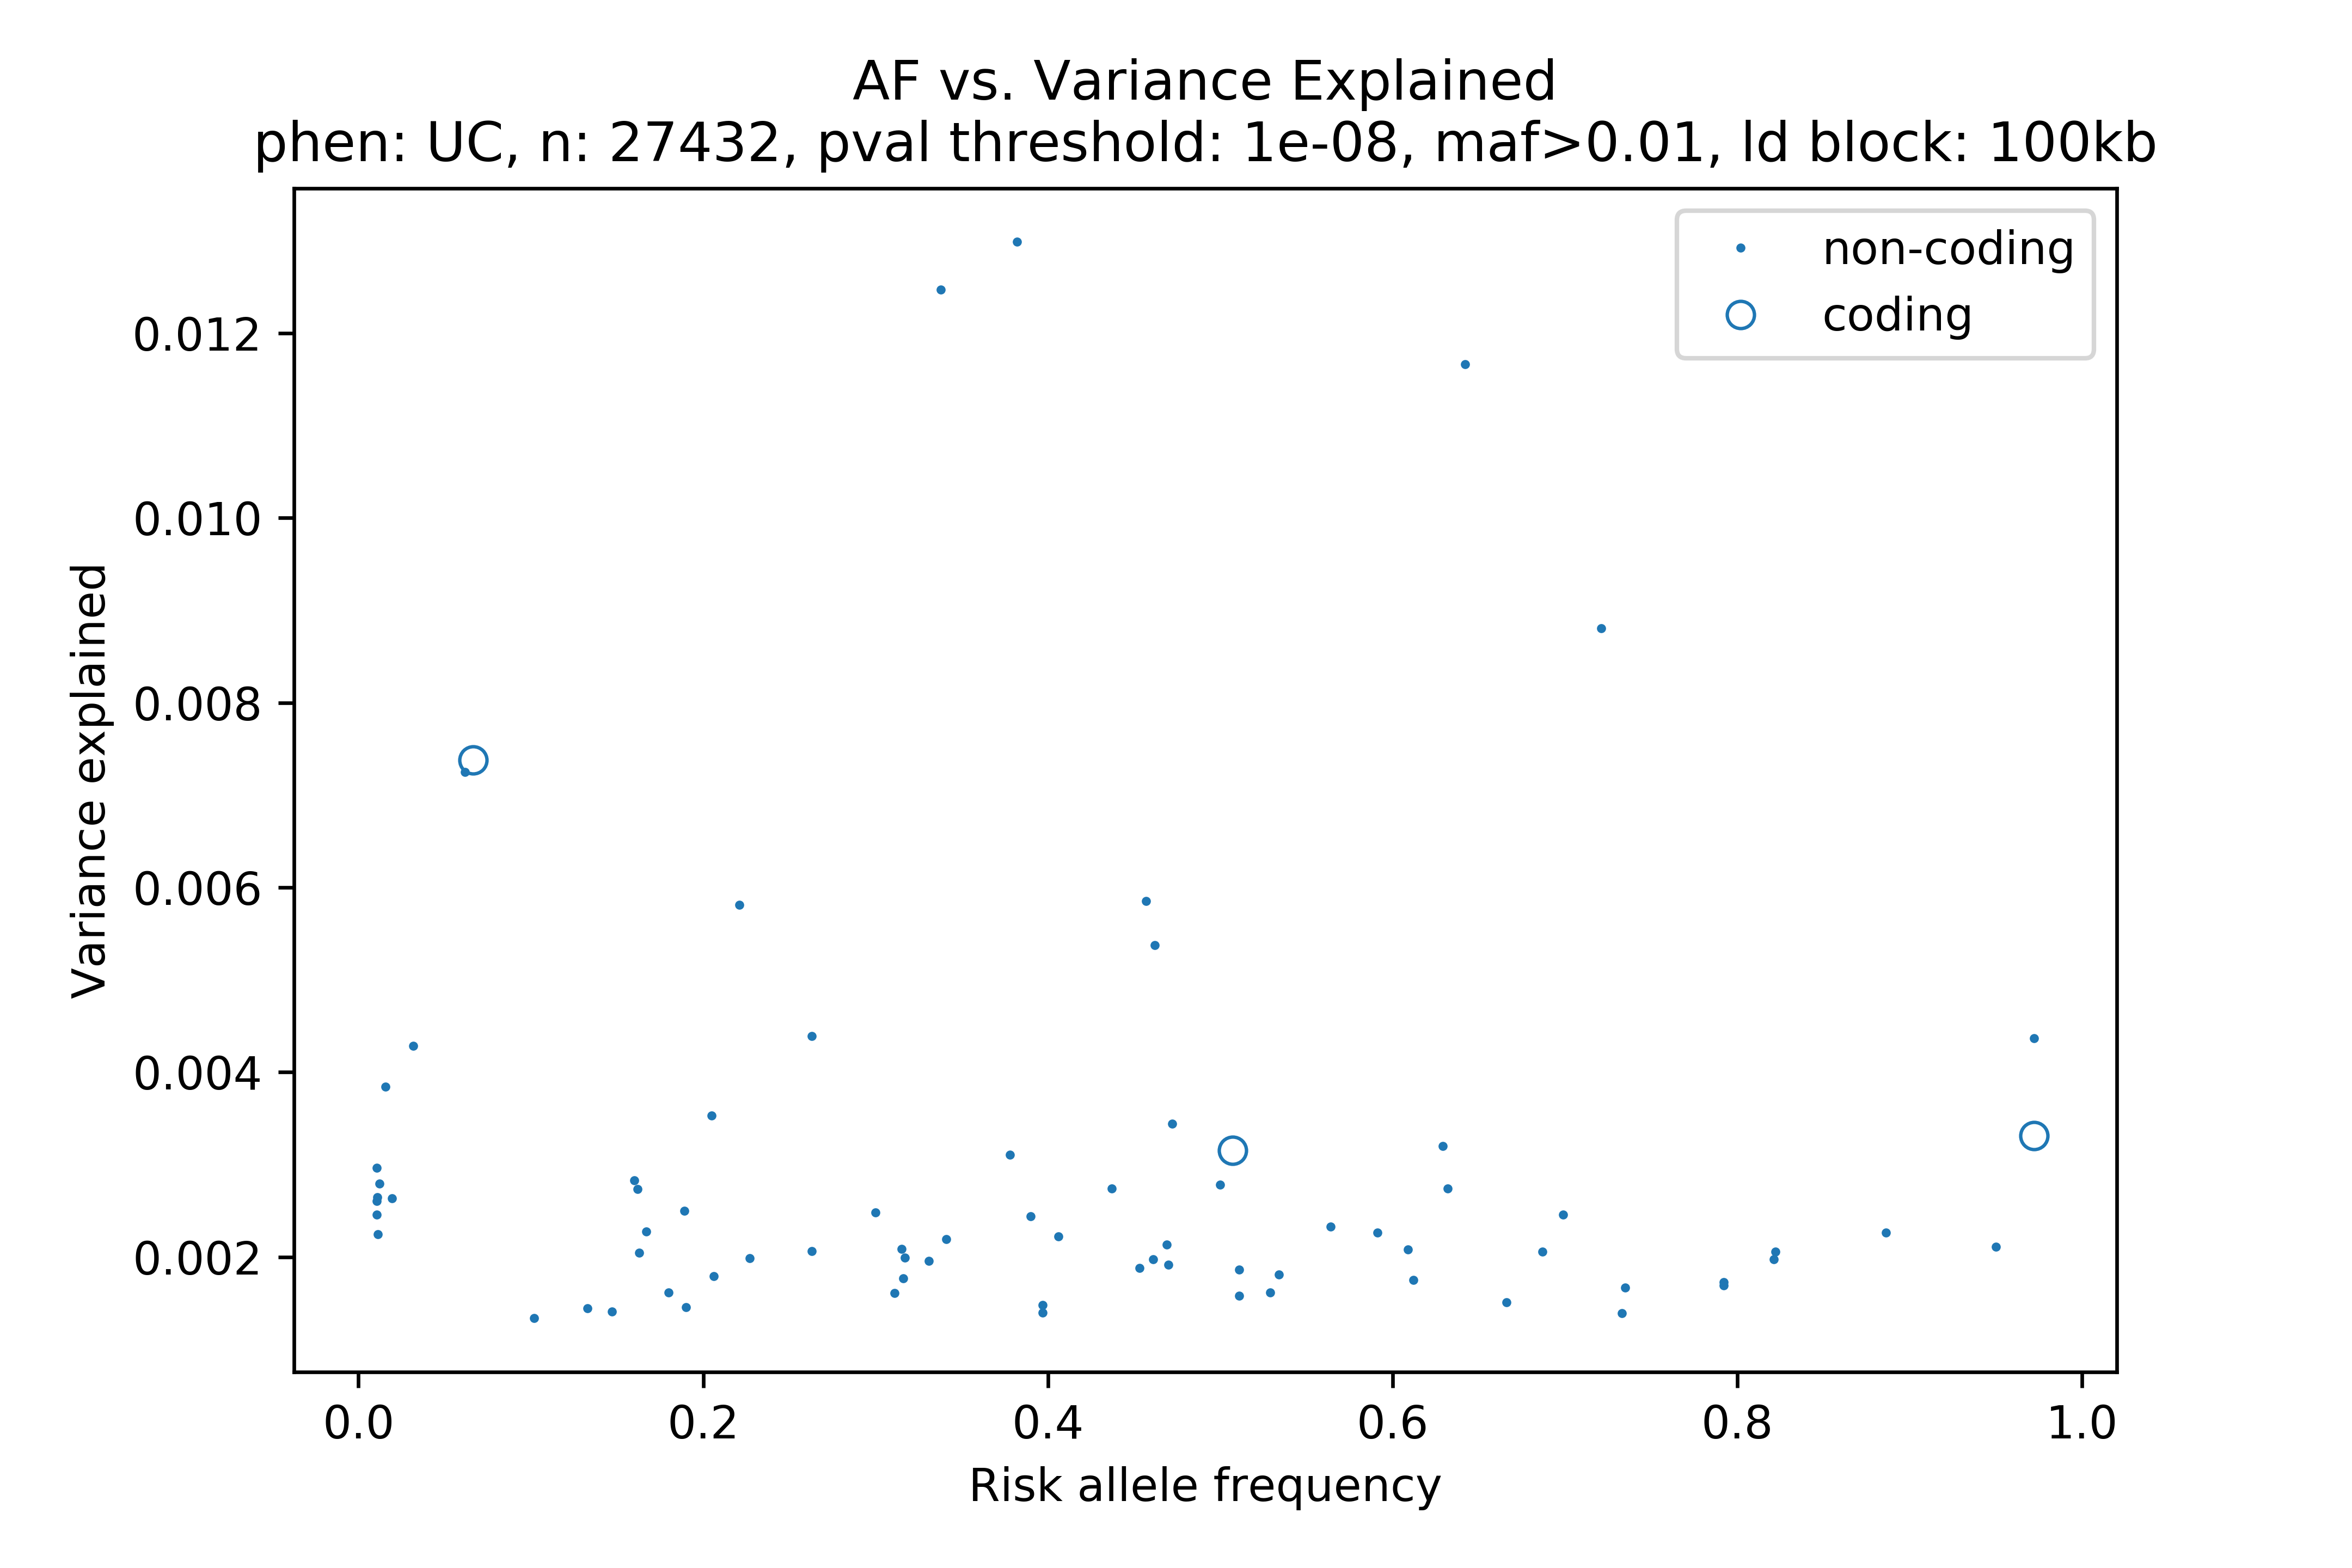 AF vs. Variance Explained
phen: UC, n: 27432, pval threshold: 1e-08, maf>0.01, ld block: 100kb
non-coding
coding
0.012
0.010
0.008
0.006
0.004
0.002
Variance explained
0.0 0.2 0.4 0.6 0.8 1.0
Risk allele frequency